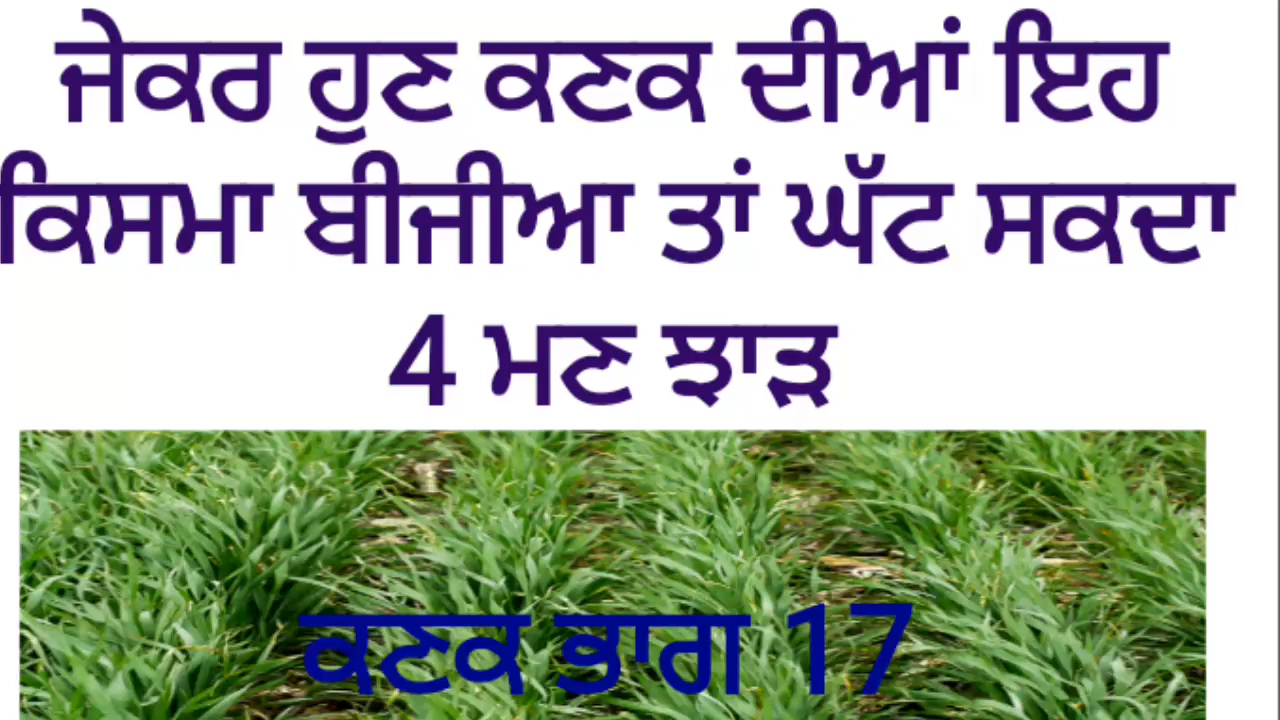 ਜੇਕਰ ਹੁਣ ਕਣਕ ਦੀਆਂ ਇਹ
ਕਿਸਮਾ ਬੀਜੀਆ ਤਾਂ ਘੱਟ ਸਕਦਾ
4 ਮਣ ਝਾੜ
ਕਣਕ ਭਾਗ 17